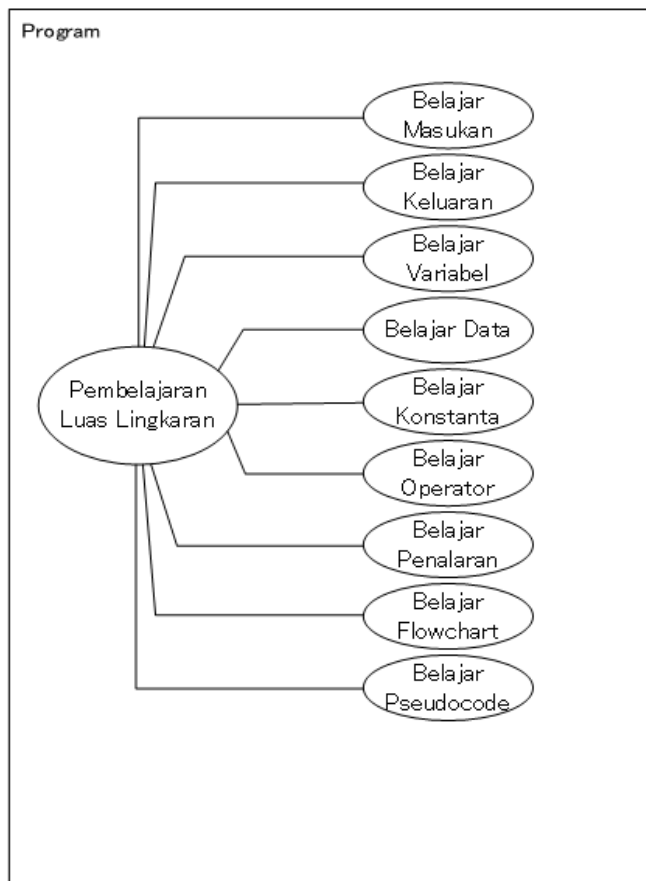 Program
Belajar
Masukan
Belajar
Keluaran
Belajar
Variabel
Belajar Data
Pembelajaran
Luas Lingkaran
Belajar
Konstanta
Belajar
Operator
Belajar
Penalaran
Belajar
Flowchart
Belajar
Pseudocode